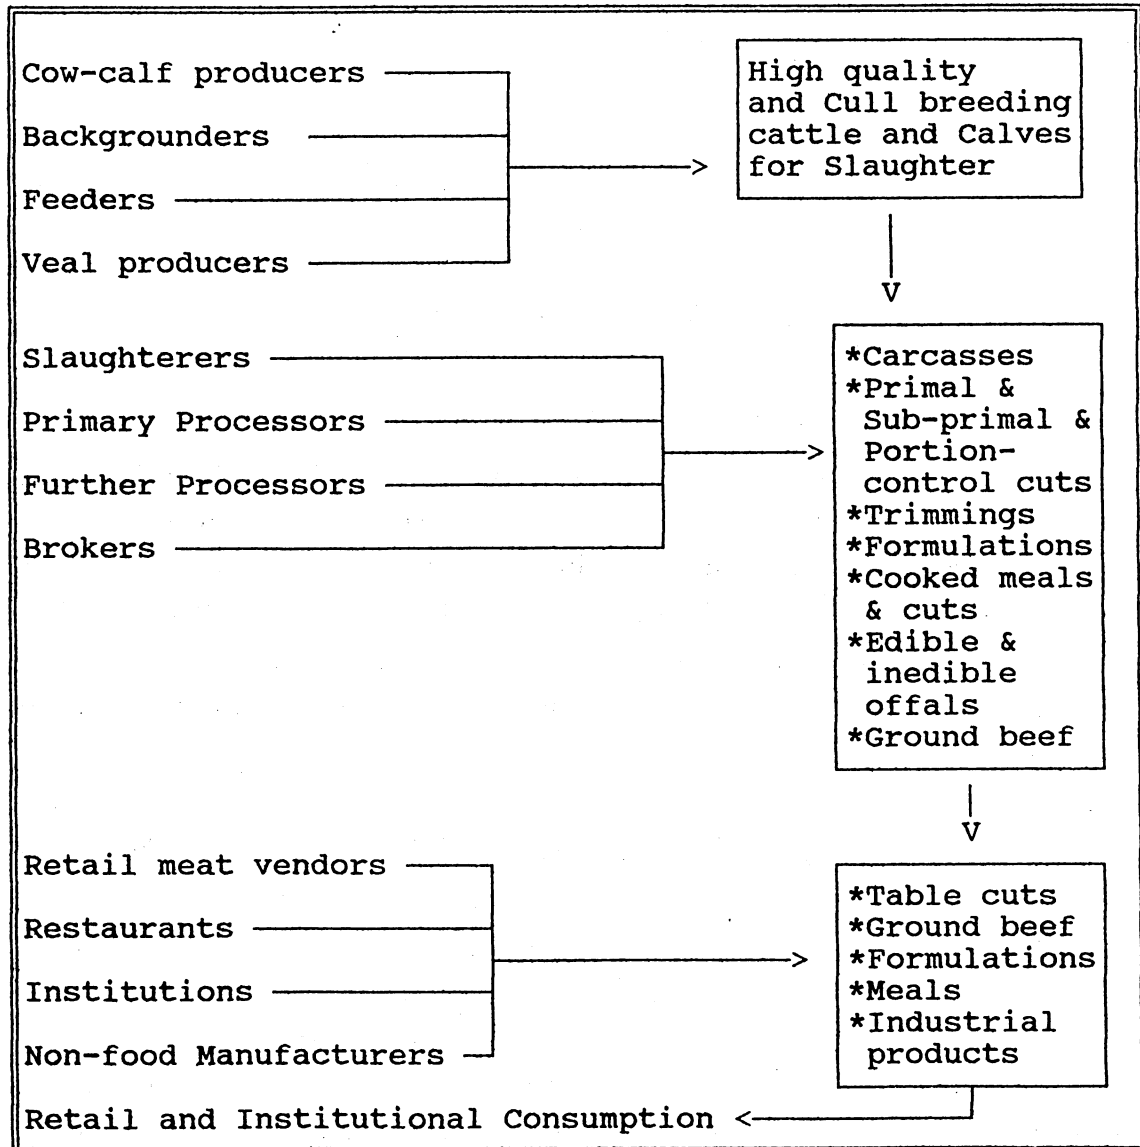 Cow-calf producers
Backgrounders
Feeders
Veal producers
High quality
and Cull breeding
cattle and Calves
for Slaughter
Slaughterers
Primary Processors
Further Processors
Brokers
*Carcasses
*Primal &
Sub-primal &
Portion-
control cuts
*Trimmings
*Formulations
*Cooked meals
& cuts
*Edible &
inedible
offals
*Ground beef
Retail meat vendors
Restaurants
Institutions
Non-food Manufacturers
*Table cuts
*Ground beef
*Formulations
*Meals
*Industrial
products
Retail and Institutional Consumption